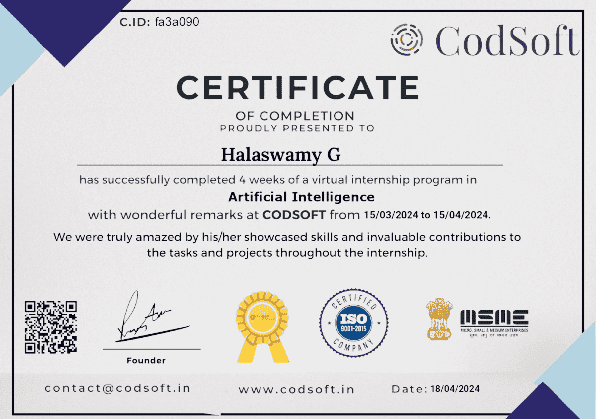 C.ID: fa3a090
CodSoft
CERTIFICATE
OF COMPLETION
PROUDLY PRESENTED TO
Halaswamy G
has successfully completed 4 weeks of a virtual internship program in
Artificial Intelligence
with wonderful remarks at CODSOFT from 15/03/2024 to 15/04/2024.
We were truly amazed by his/her showcased skills and invaluable contributions to
the tasks and projects throughout the internship.
Founder
CERTIFIED
ISO
9001:2015
COMPANY
MSME
MICRO, SMALL & MEDIUM ENTERPRISES
contact@codsoft.in
www.codsoft.in
Date: 18/04/2024